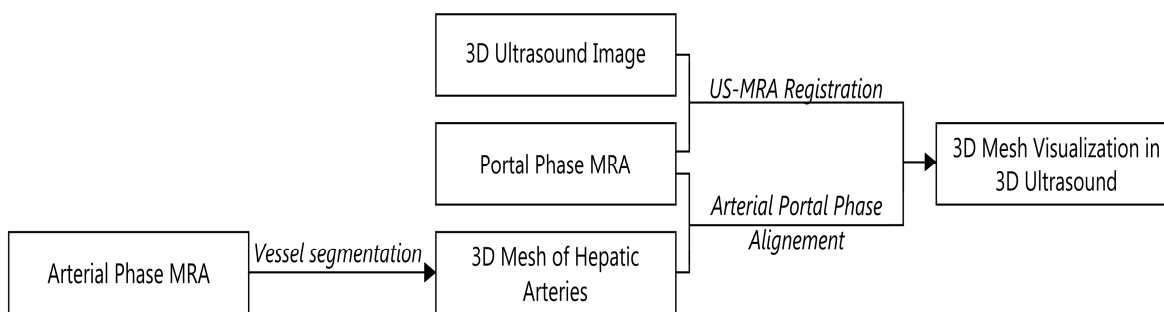 3D Ultrasound Image
US-MRA Registration
Portal Phase MRA
3D Mesh Visualization in
3D Ultrasound
Arterial Portal Phase
Alignement
Arterial Phase MRA
Vessel segmentation
3D Mesh of Hepatic
Arteries